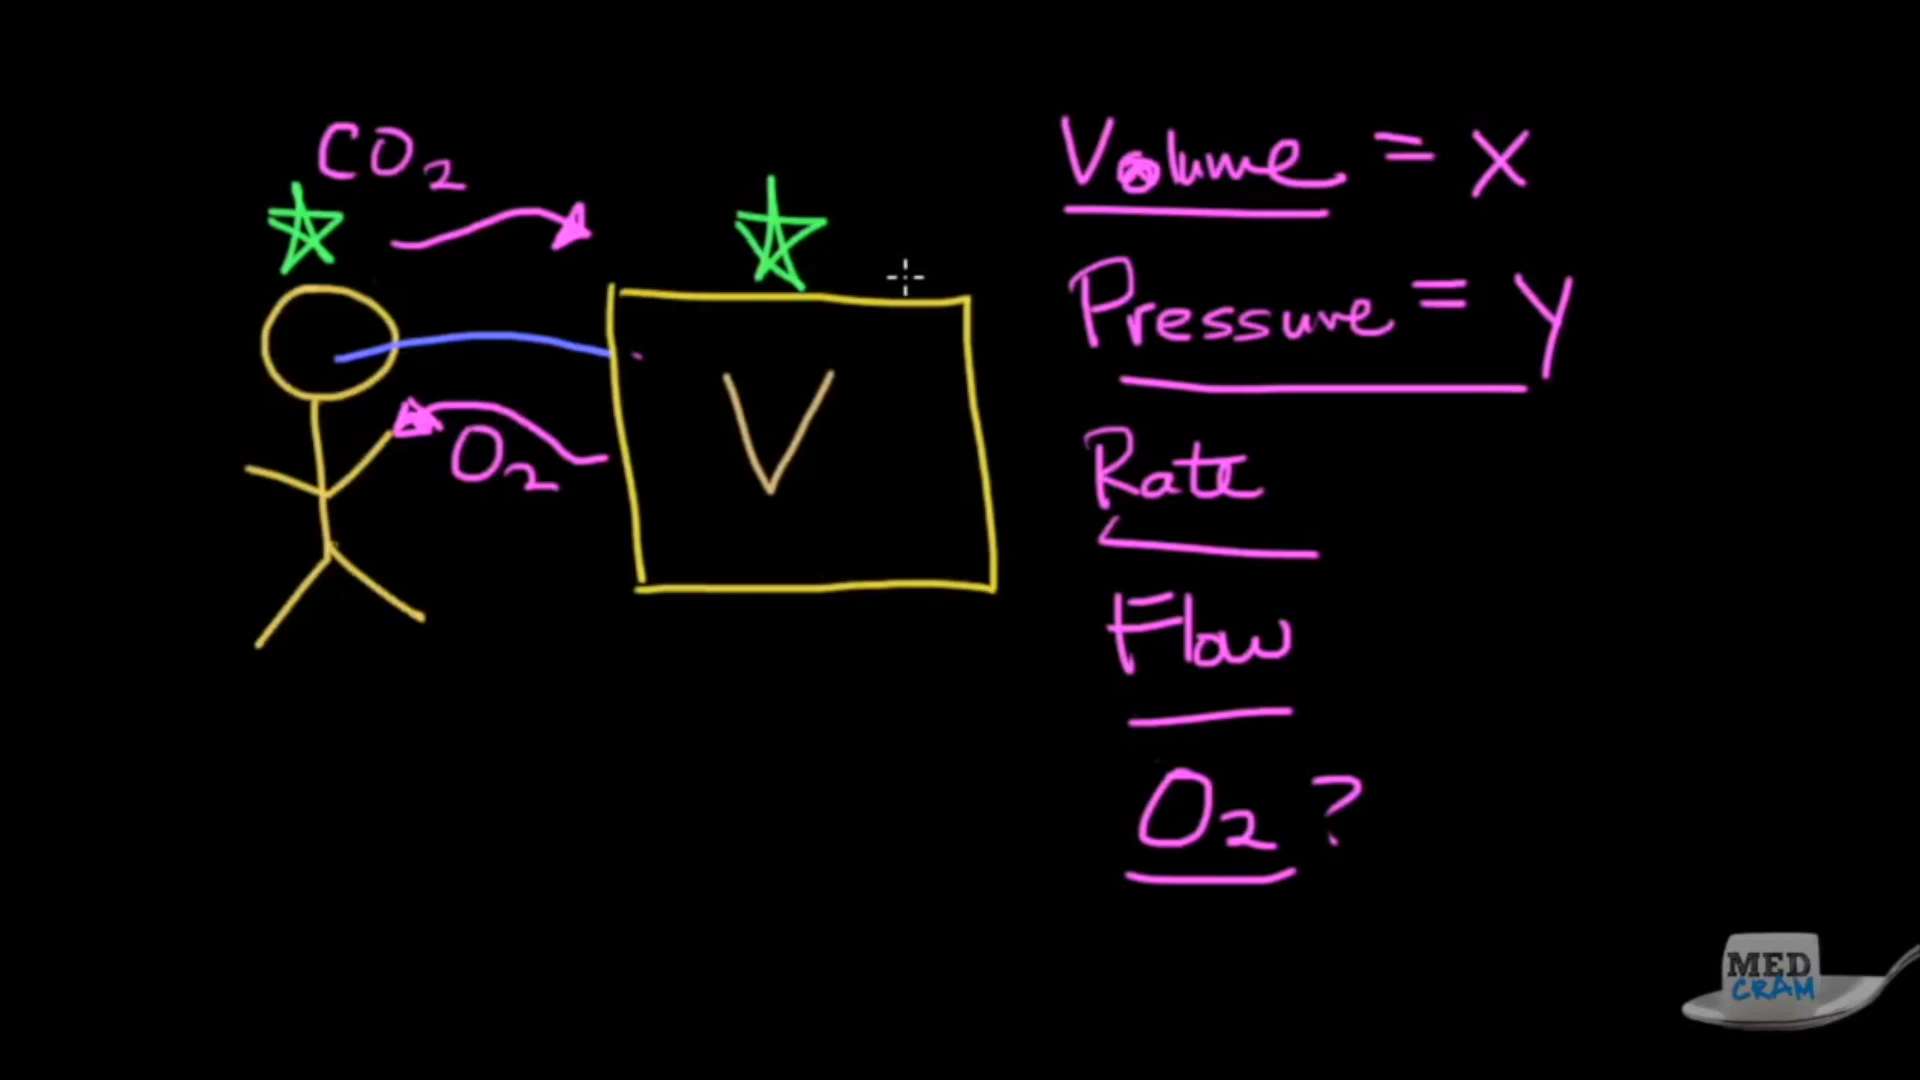 CO2
O2
V
Volume = X
Pressure = Y
Rate
Flow
O2 ?
MED
CRAM